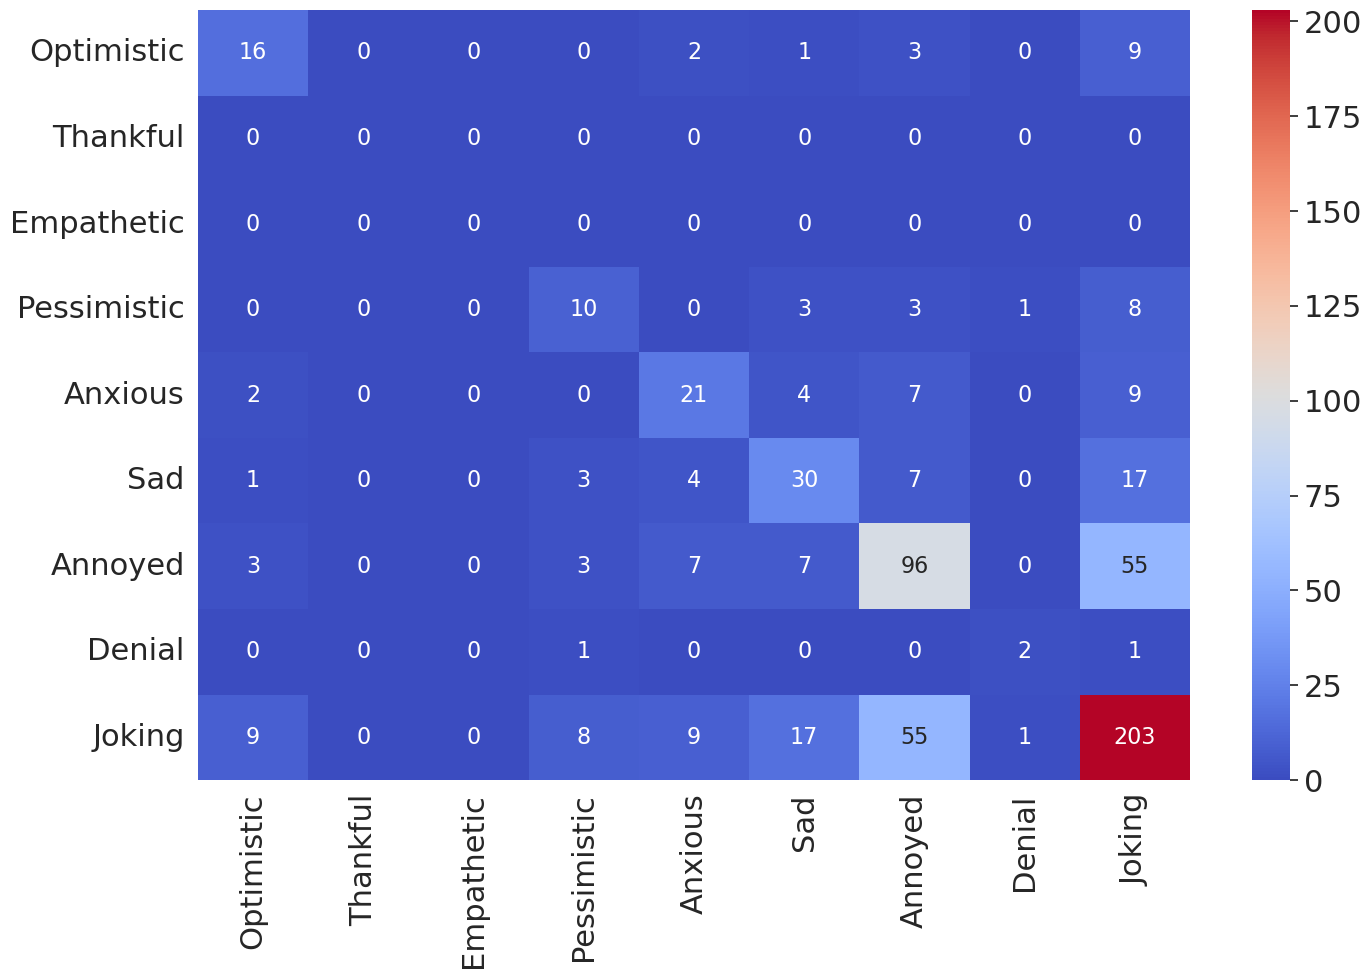 Optimistic 16 0 0 0 2 1 3 0 9
Thankful 0 0 0 0 0 0 0 0 0
Empathetic 0 0 0 0 0 0 0 0 0
Pessimistic 0 0 0 10 0 3 3 1 8
Anxious 2 0 0 0 21 4 7 0 9
Sad 1 0 0 3 4 30 7 0 17
Annoyed 3 0 0 3 7 7 96 0 55
Denial 0 0 0 1 0 0 0 2 1
Joking 9 0 0 8 9 17 55 1 203
Optimistic
Thankful
Empathetic
Pessimistic
Anxious
Sad
Annoyed
Denial
Joking
200
175
150
125
100
75
50
25
0